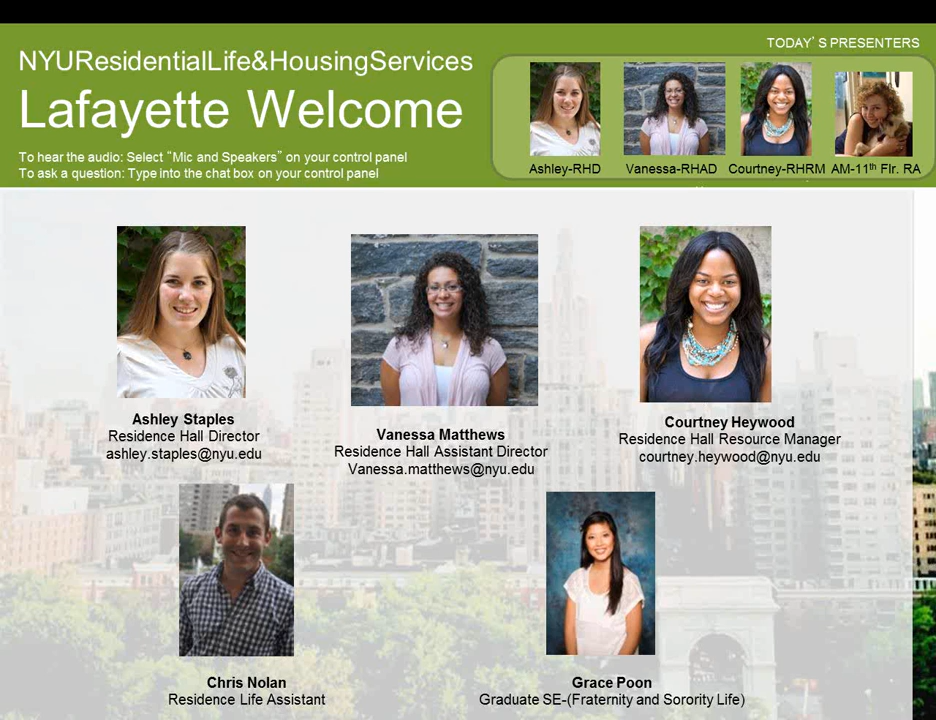 NYUResidentialLife&HousingServices
Lafayette Welcome
To hear the audio: Select “Mic and Speakers” on your control panel
To ask a question: Type into the chat box on your control panel
TODAY’S PRESENTERS
Ashley-RHD
Vanessa-RHAD
Courtney-RHRM
AM-11th Flr. RA
Ashley Staples
Residence Hall Director
ashley.staples@nyu.edu
Vanessa Matthews
Residence Hall Assistant Director
Vanessa.matthews@nyu.edu
Courtney Heywood
Residence Hall Resource Manager
courtney.heywood@nyu.edu
Chris Nolan
Residence Life Assistant
Grace Poon
Graduate SE-(Fraternity and Sorority Life)